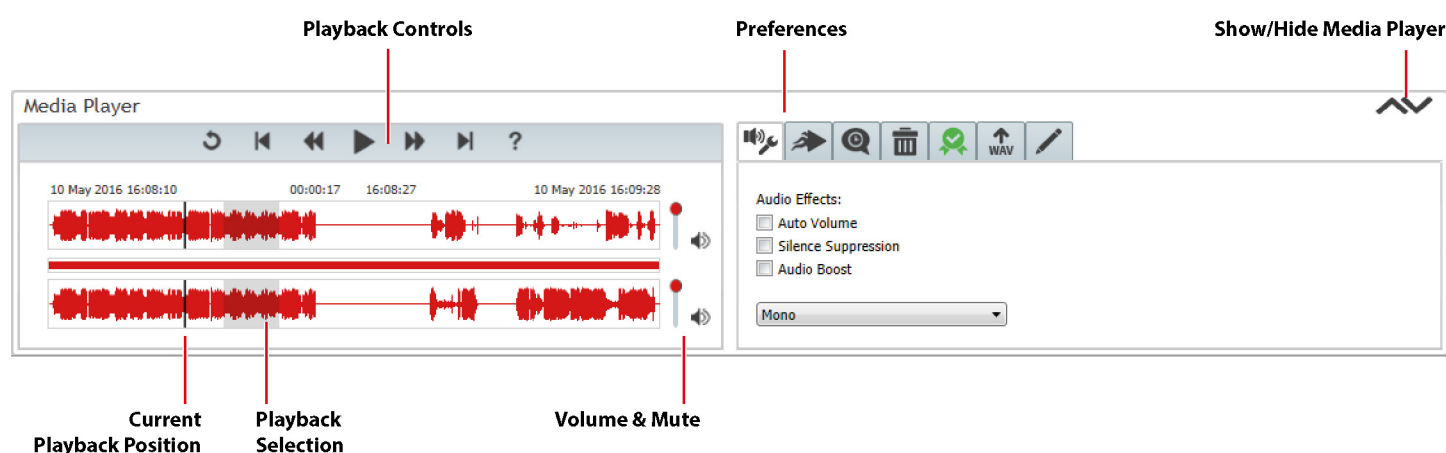 Playback Controls
Preferences
Show/Hide Media Player
Media Player
?
WAV
10 May 2016 16:08:10
00:00:17
16:08:27
10 May 2016 16:09:28
Audio Effects:
Auto Volume
Silence Suppression
Audio Boost
Mono
Current
Playback Position
Playback
Selection
Volume & Mute